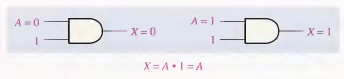 A = 0
1
X = 0
A = 1
1
X = 1
X = A • 1 = A